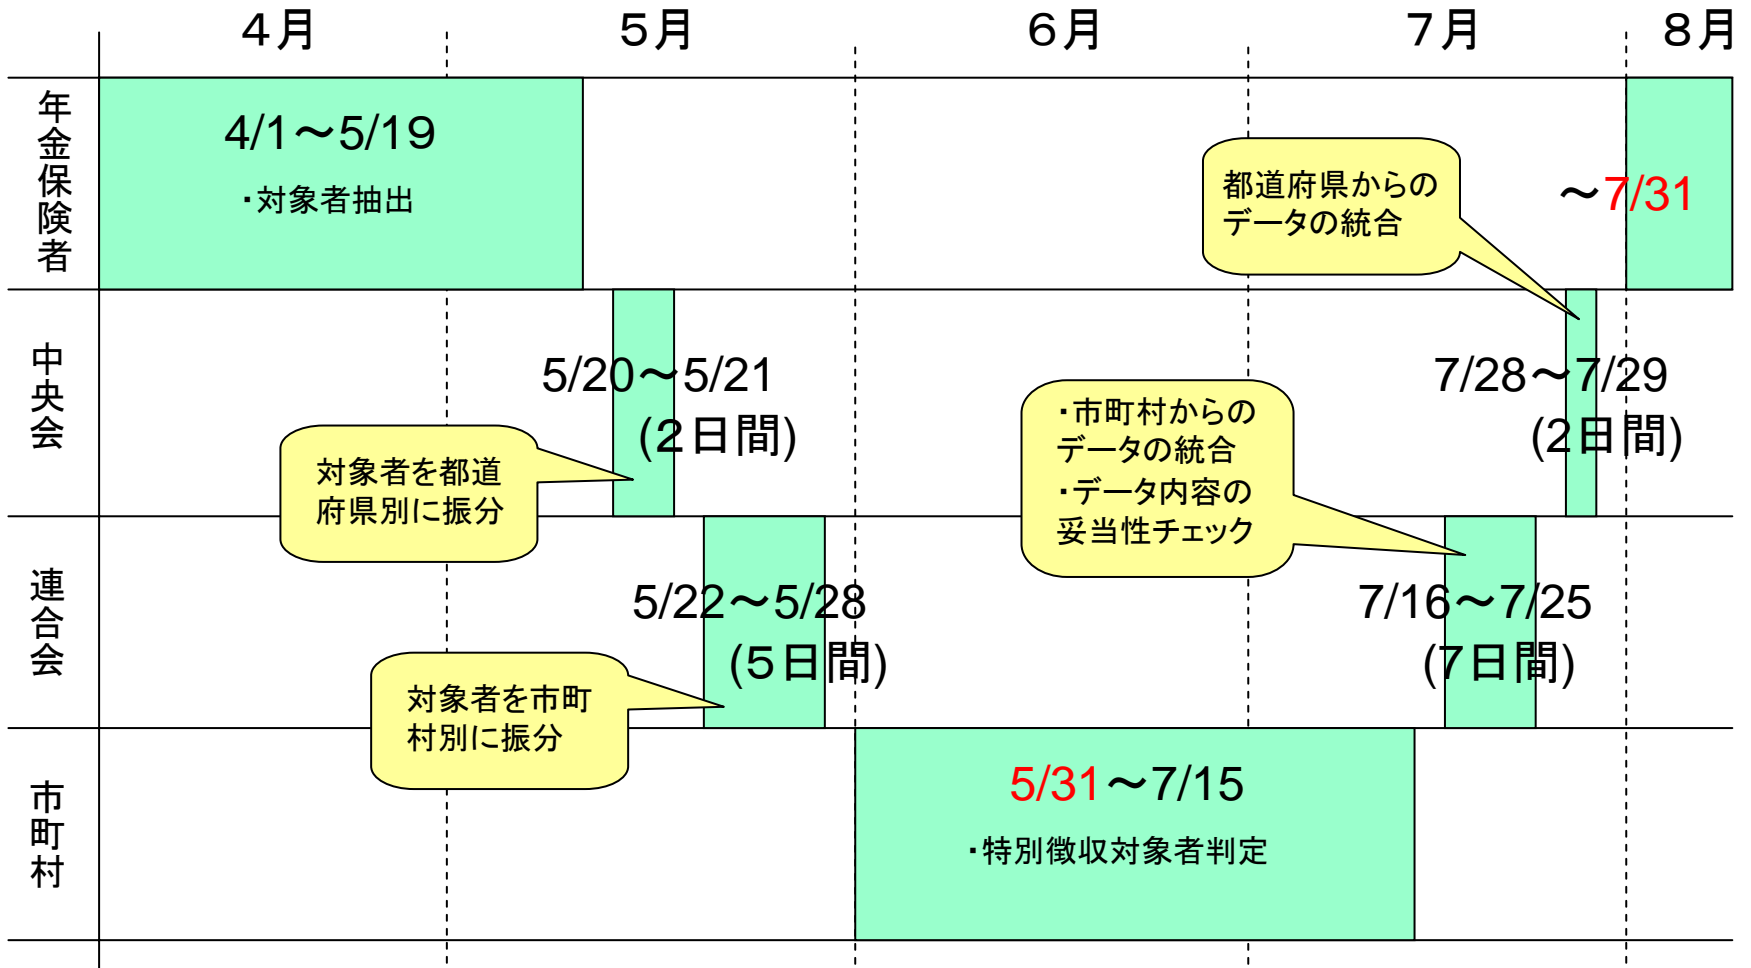 ４月
５月
６月
７月
８月
年金保険者
4/1～5/19
・対象者抽出
都道府県からの
データの統合
～7/31
中央会
5/20～5/21
(２日間)
対象者を都道
府県別に振分
・市町村からの
データの統合
・データ内容の
妥当性チェック
7/28～7/29
(2日間)
連合会
5/22～5/28
(５日間)
対象者を市町
村別に振分
7/16～7/25
(7日間)
市町村
5/31～7/15
・特別徴収対象者判定